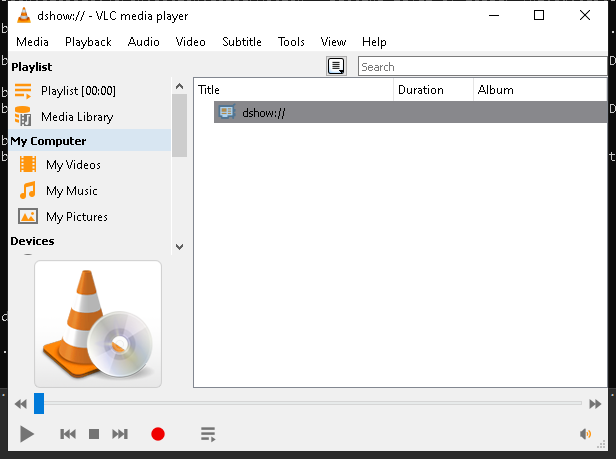 dshow:// - VLC media player
Media Playback Audio Video Subtitle Tools View Help
Playlist
Search
Playlist [00:00]
Media Library
My Computer
My Videos
My Music
My Pictures
Devices
Title Duration Album
dshow://